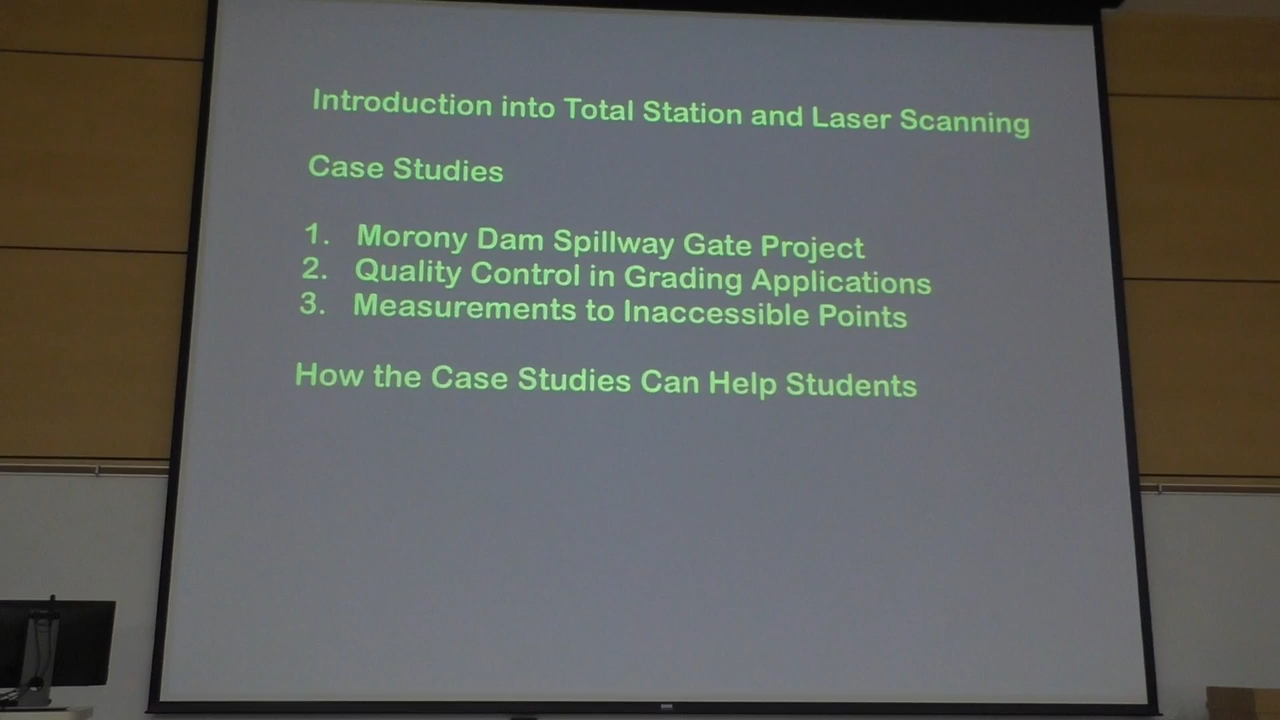 Introduction into Total Station and Laser Scanning
Case Studies
1. Morony Dam Spillway Gate Project
2. Quality Control in Grading Applications
3. Measurements to Inaccessible Points
How the Case Studies Can Help Students